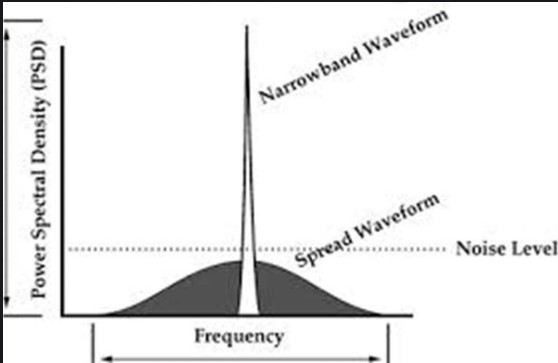 Power Spectral Density (PSD)
Narrowband Waveform
Spread Waveform
Noise Level
Frequency